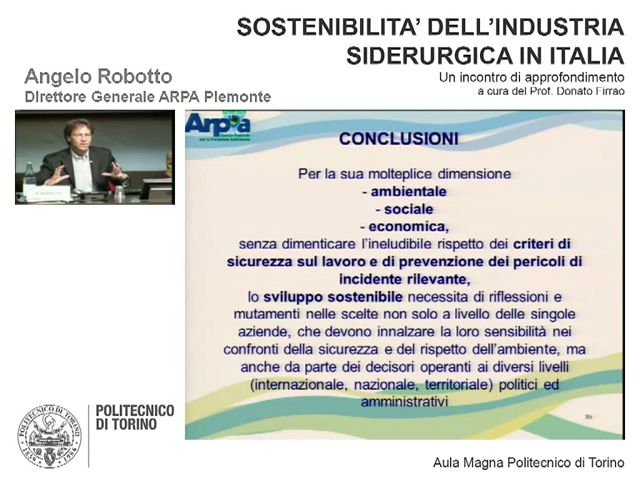 SOSTENIBILITA' DELL'INDUSTRIA
SIDERURGICA IN ITALIA
Un incontro di approfondimento
a cura del Prof. Donato Firrao
Angelo Robotto
Direttore Generale ARPA Piemonte
Arpa
CONCLUSIONI
Per la sua molteplice dimensione
- ambientale
- sociale
- economica,
senza dimenticare l'ineludibile rispetto dei criteri di
sicurezza sul lavoro e di prevenzione dei pericoli di
incidente rilevante,
lo sviluppo sostenibile necessita di riflessioni e
mutamenti nelle scelte non solo a livello delle singole
aziende, che devono innalzare la loro sensibilità nei
confronti della sicurezza e del rispetto dell'ambiente, ma
anche da parte dei decisori operanti ai diversi livelli
(internazionale, nazionale, territoriale) politici ed
amministrativi
POLITECNICO
DI TORINO
Aula Magna Politecnico di Torino